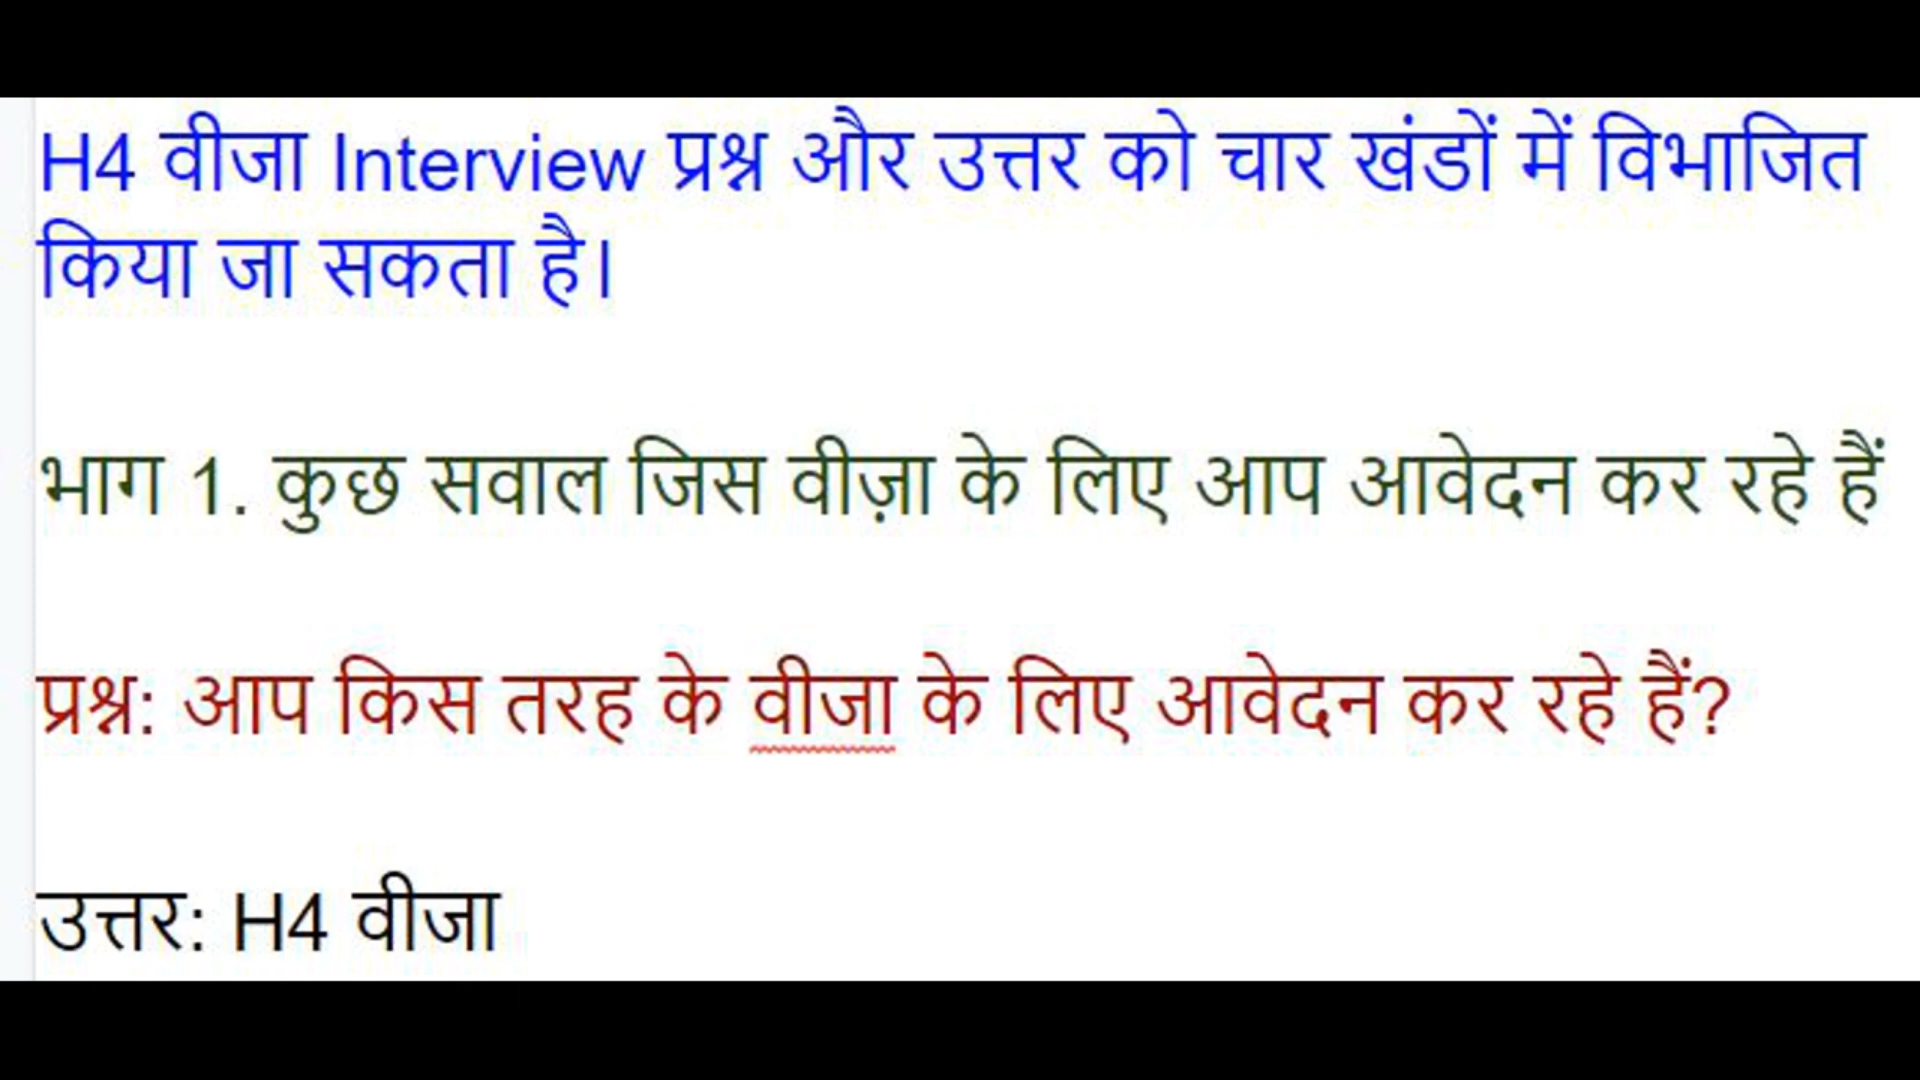 H4 वीजा Interview प्रश्न और उत्तर को चार खंडों में विभाजित
किया जा सकता है।
भाग 1. कुछ सवाल जिस वीज़ा के लिए आप आवेदन कर रहे हैं
प्रश्न: आप किस तरह के वीजा के लिए आवेदन कर रहे हैं?
उत्तर: H4 वीजा